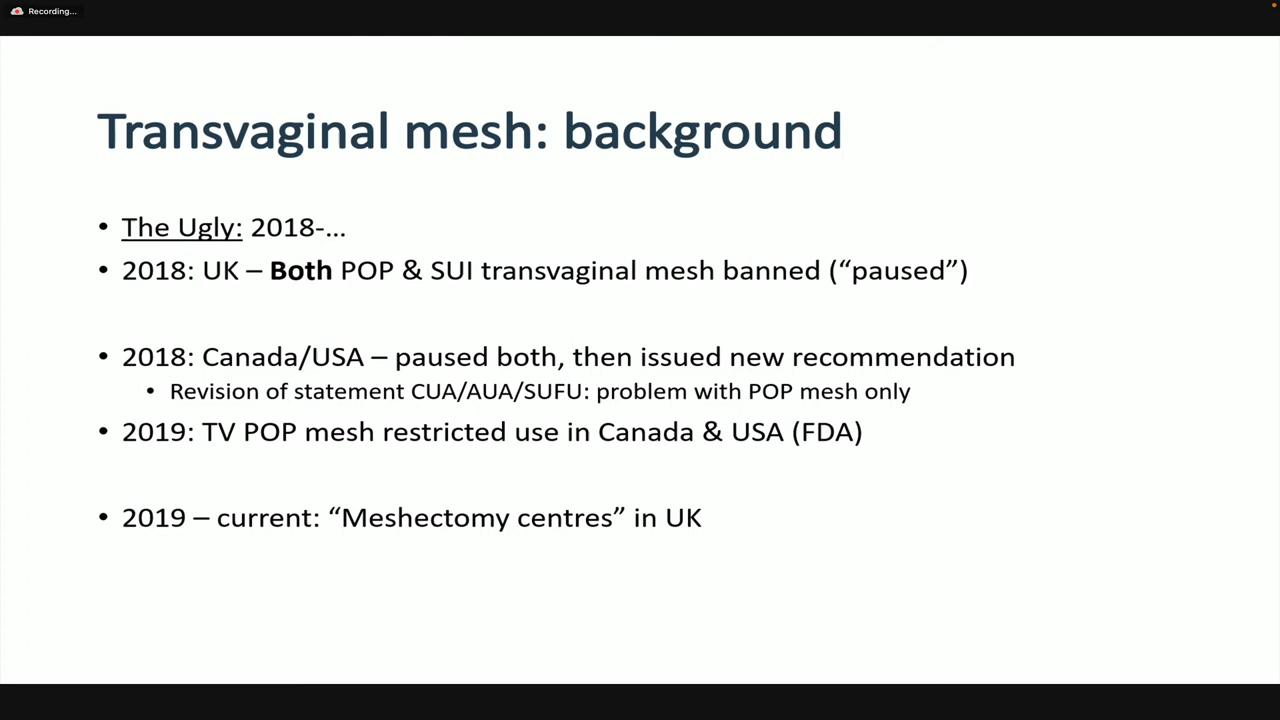 Recording...
Transvaginal mesh: background
• The Ugly: 2018-...
• 2018: UK – Both POP & SUI transvaginal mesh banned (“paused”)
• 2018: Canada/USA – paused both, then issued new recommendation
• Revision of statement CUA/AUA/SUFU: problem with POP mesh only
• 2019: TV POP mesh restricted use in Canada & USA (FDA)
• 2019 – current: “Meshectomy centres” in UK